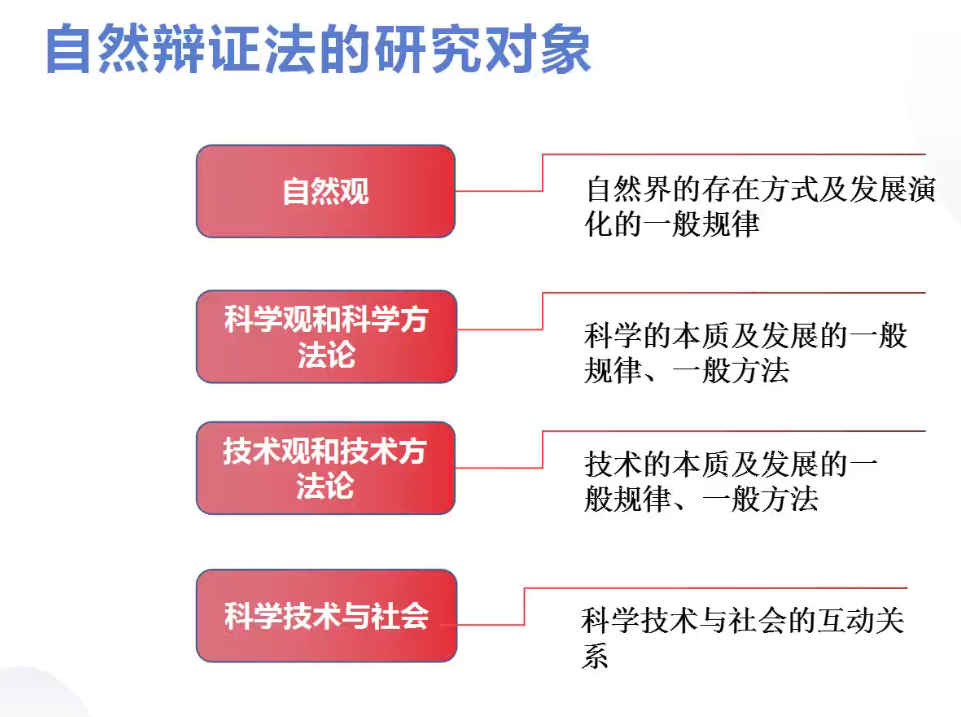 自然辩证法的研究对象
自然观
自然界的存在方式及发展演
化的一般规律
科学观和科学方
法论
科学的本质及发展的一般
规律、一般方法
技术观和技术方
法论
技术的本质及发展的一
般规律、一般方法
科学技术与社会
科学技术与社会的互动关
系